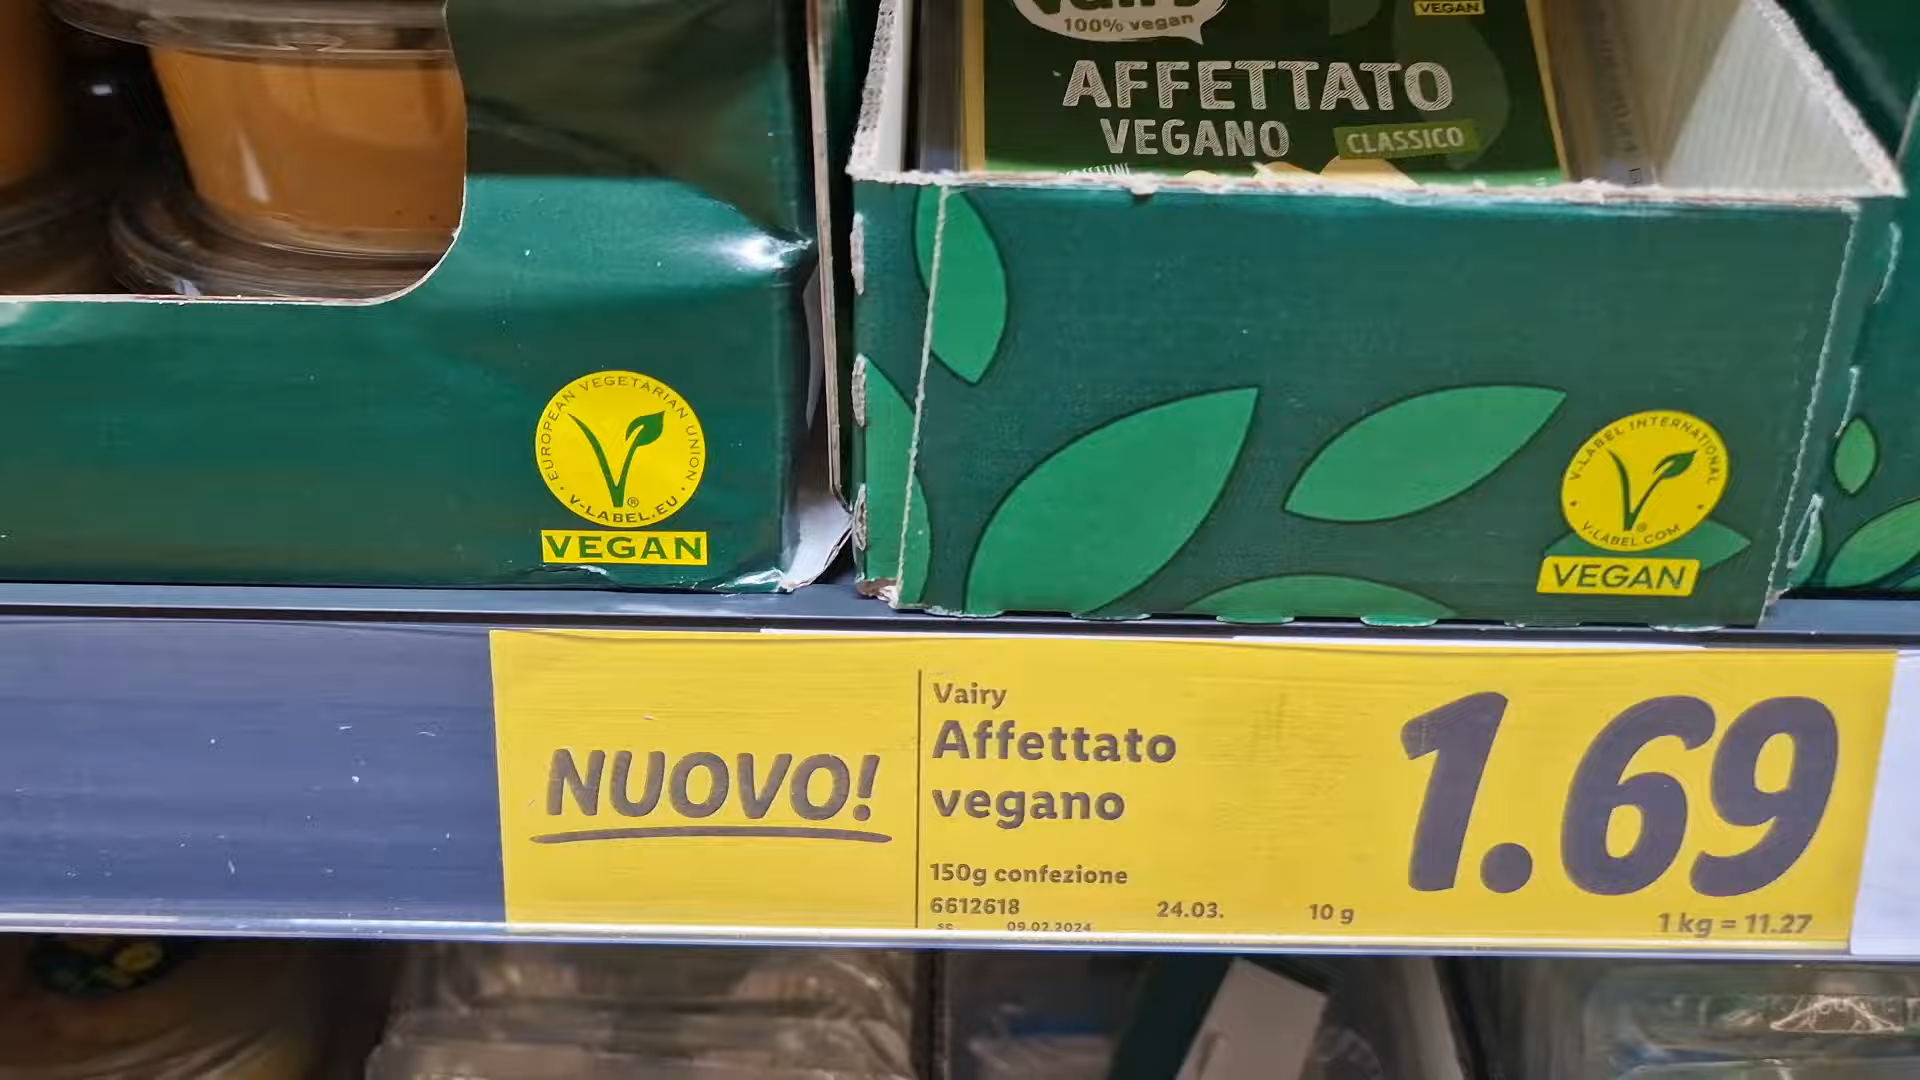 100% vegan
VEGAN
AFFETTATO
VEGANO
CLASSICO
EUROPEAN VEGETARIAN UNION
V-LABEL.EU
VEGAN
V-LABEL INTERNATIONAL
V-LABEL.COM
VEGAN
NUOVO!
Vairy
Affettato
vegano
1.69
150g confezione
6612618 24.03. 10 g
sc 09.02.2024
1 kg = 11.27